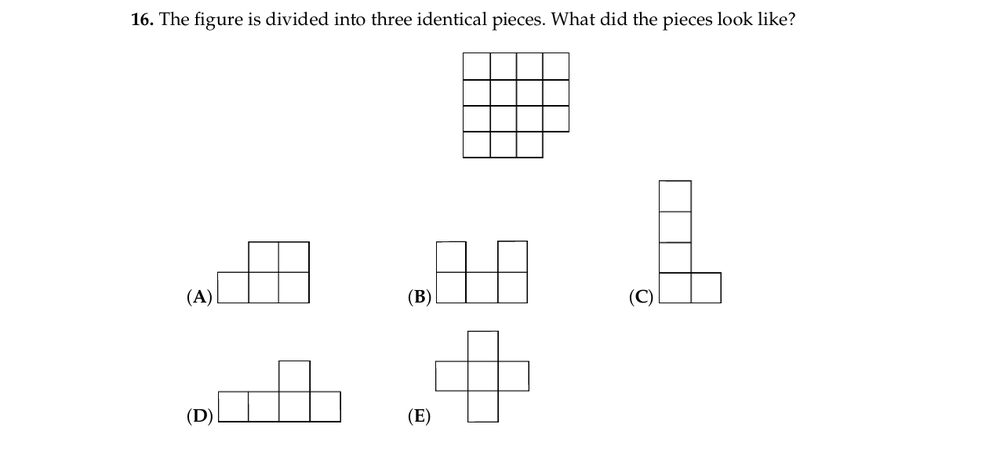 16. The figure is divided into three identical pieces. What did the pieces look like?
(A)
(B)
(C)
(D)
(E)